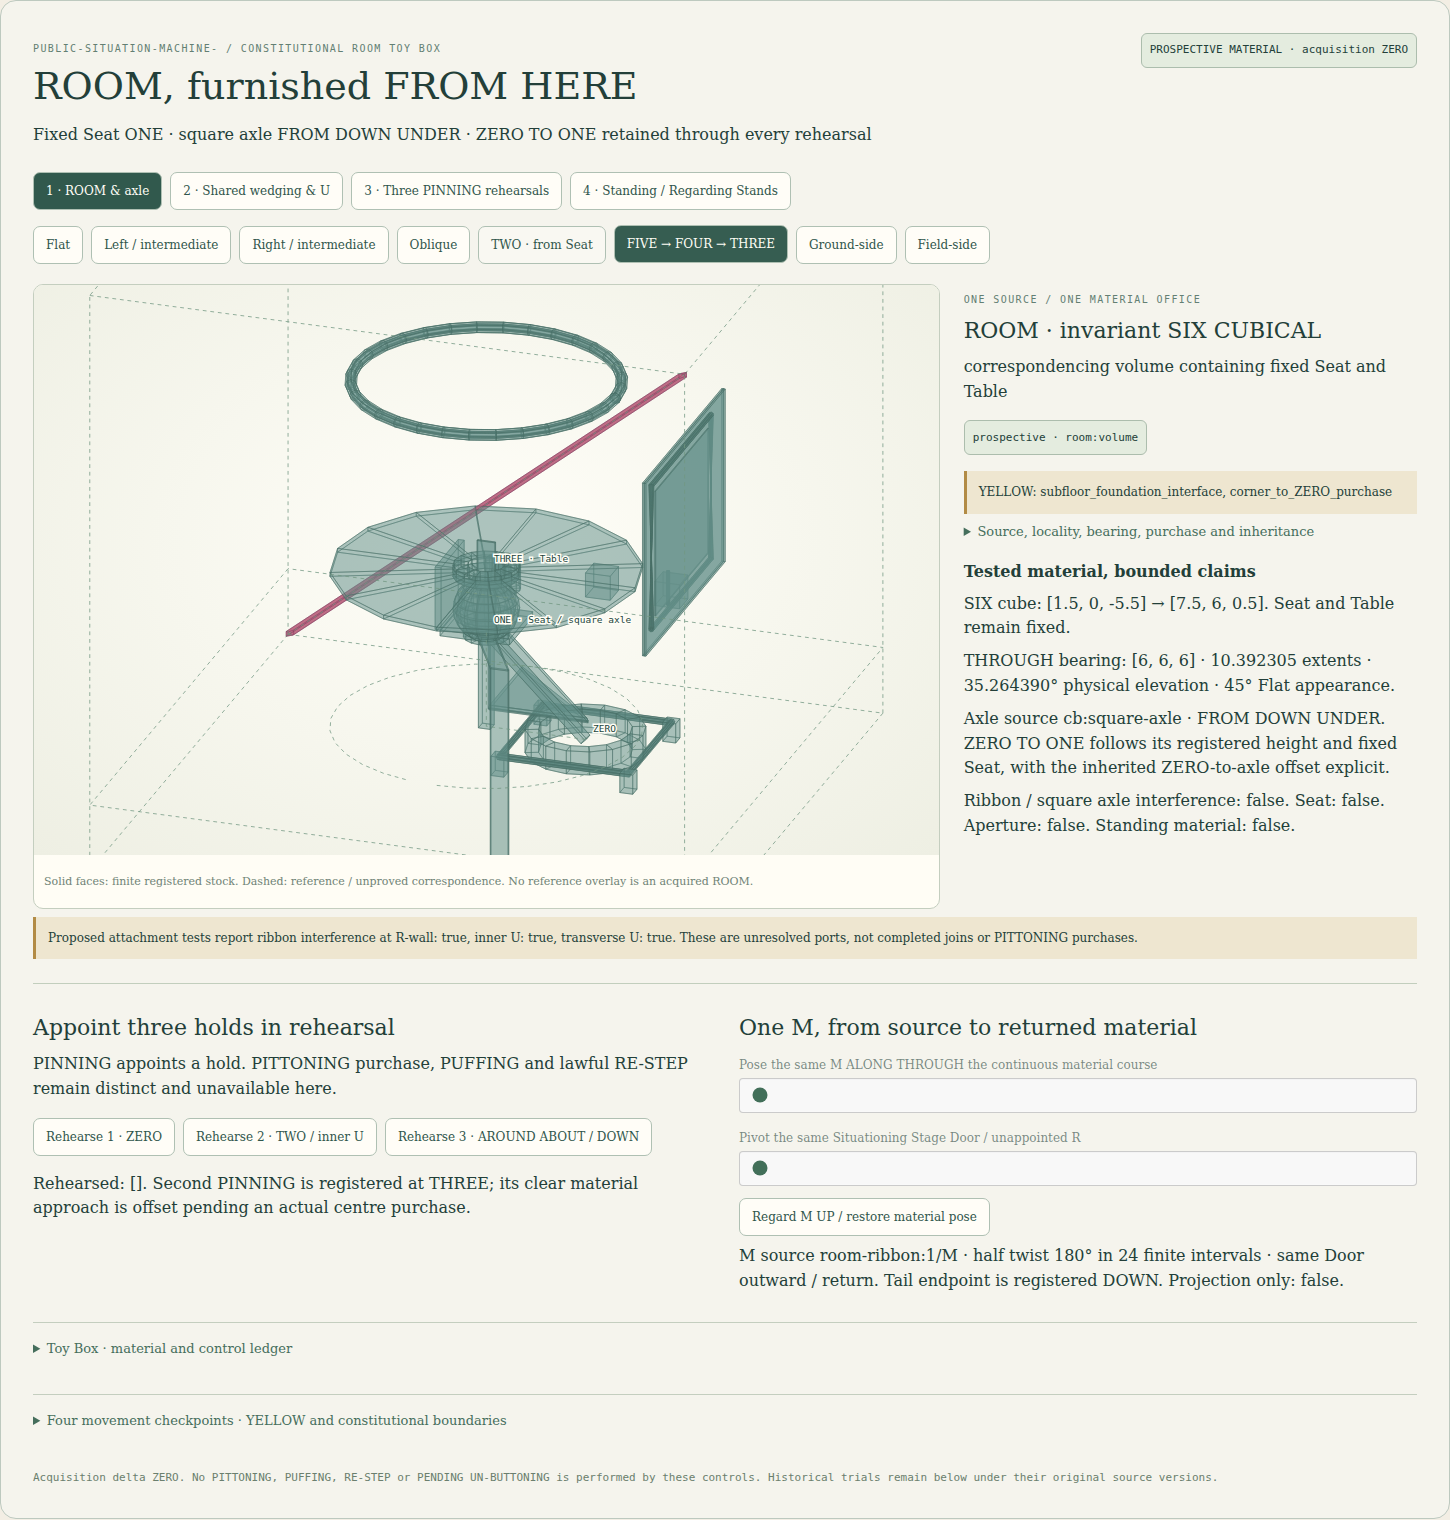 PUBLIC-SITUATION-MACHINE- / CONSTITUTIONAL ROOM TOY BOX
PROSPECTIVE MATERIAL · acquisition ZERO
ROOM, furnished FROM HERE
Fixed Seat ONE · square axle FROM DOWN UNDER · ZERO TO ONE retained through every rehearsal
1 · ROOM & axle
2 · Shared wedging & U
3 · Three PINNING rehearsals
4 · Standing / Regarding Stands
Flat
Left / intermediate
Right / intermediate
Oblique
TWO · from Seat
FIVE → FOUR → THREE
Ground-side
Field-side
THREE · Table
ONE · Seat / square axle
ZERO
Solid faces: finite registered stock. Dashed: reference / unproved correspondence. No reference overlay is an acquired ROOM.
ONE SOURCE / ONE MATERIAL OFFICE
ROOM · invariant SIX CUBICAL
correspondencing volume containing fixed Seat and
Table
prospective · room:volume
YELLOW: subfloor_foundation_interface, corner_to_ZERO_purchase
▶ Source, locality, bearing, purchase and inheritance
Tested material, bounded claims
SIX cube: [1.5, 0, -5.5] → [7.5, 6, 0.5]. Seat and Table
remain fixed.
THROUGH bearing: [6, 6, 6] · 10.392305 extents ·
35.264390° physical elevation · 45° Flat appearance.
Axle source cb:square-axle · FROM DOWN UNDER.
ZERO TO ONE follows its registered height and fixed
Seat, with the inherited ZERO-to-axle offset explicit.
Ribbon / square axle interference: false. Seat: false.
Aperture: false. Standing material: false.
Proposed attachment tests report ribbon interference at R-wall: true, inner U: true, transverse U: true. These are unresolved ports, not completed joins or PITTONING purchases.
Appoint three holds in rehearsal
PINNING appoints a hold. PITTONING purchase, PUFFING and lawful RE-STEP
remain distinct and unavailable here.
Rehearse 1 · ZERO
Rehearse 2 · TWO / inner U
Rehearse 3 · AROUND ABOUT / DOWN
Rehearsed: []. Second PINNING is registered at THREE; its clear material
approach is offset pending an actual centre purchase.
One M, from source to returned material
Pose the same M ALONG THROUGH the continuous material course
Pivot the same Situationing Stage Door / unappointed R
Regard M UP / restore material pose
M source room-ribbon:1/M · half twist 180° in 24 finite intervals · same Door
outward / return. Tail endpoint is registered DOWN. Projection only: false.
▶ Toy Box · material and control ledger
▶ Four movement checkpoints · YELLOW and constitutional boundaries
Acquisition delta ZERO. No PITTONING, PUFFING, RE-STEP or PENDING UN-BUTTONING is performed by these controls. Historical trials remain below under their original source versions.